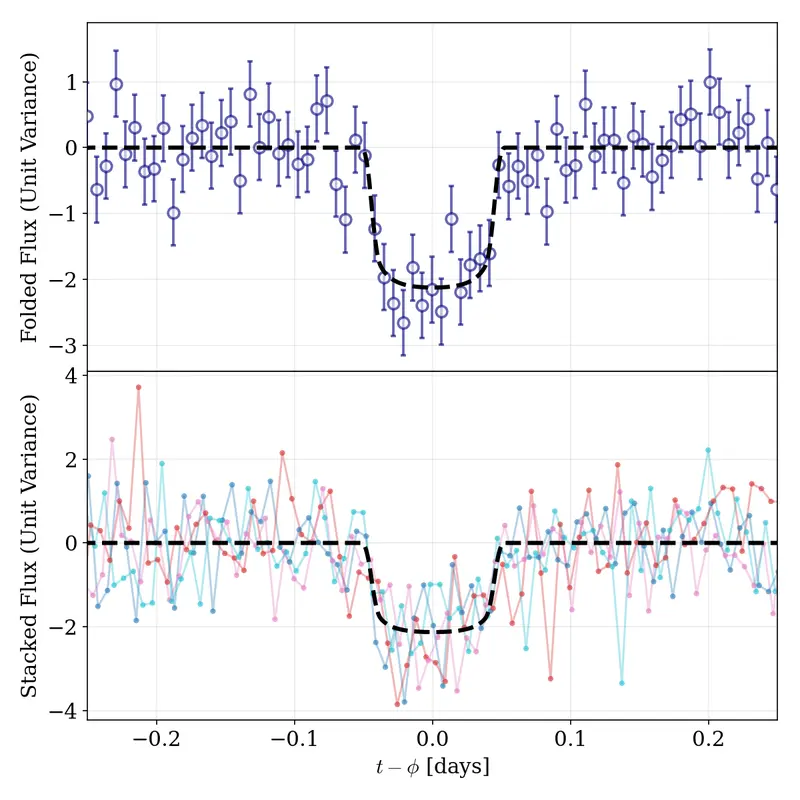 Folded Flux (Unit Variance)
1
0
−1
−2
−3
Stacked Flux (Unit Variance)
4
2
0
−2
−4
−0.2 −0.1 0.0 0.1 0.2
t − ϕ [days]